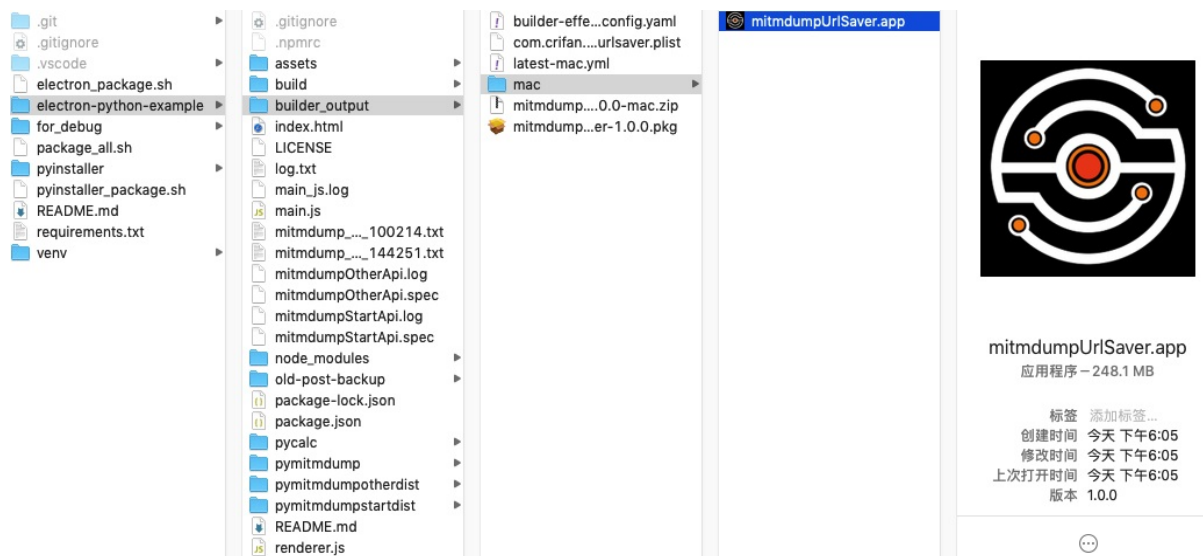 .git
.gitignore
.vscode
electron_package.sh
electron-python-example
for_debug
package_all.sh
pyinstaller
pyinstaller_package.sh
README.md
requirements.txt
venv
.gitignore
.npmrc
assets
build
builder_output
index.html
LICENSE
log.txt
main_js.log
main.js
mitmdump_..._100214.txt
mitmdump_..._144251.txt
mitmdumpOtherApi.log
mitmdumpOtherApi.spec
mitmdumpStartApi.log
mitmdumpStartApi.spec
node_modules
old-post-backup
package-lock.json
package.json
pycalc
pymitmdump
pymitmdumpotherdist
pymitmdumpstartdist
README.md
renderer.js
builder-effe...config.yaml
com.crifan....urlsaver.plist
latest-mac.yml
mac
mitmdump....0.0-mac.zip
mitmdump...er-1.0.0.pkg
mitmdumpUrlSaver.app
mitmdumpUrlSaver.app
应用程序 – 248.1 MB
标签 添加标签...
创建时间 今天 下午6:05
修改时间 今天 下午6:05
上次打开时间 今天 下午6:05
版本 1.0.0